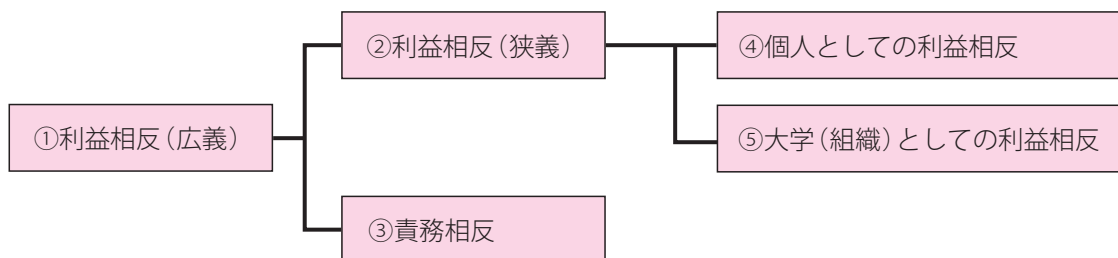 ①利益相反（広義）
②利益相反（狭義）
③責務相反
④個人としての利益相反
⑤大学（組織）としての利益相反